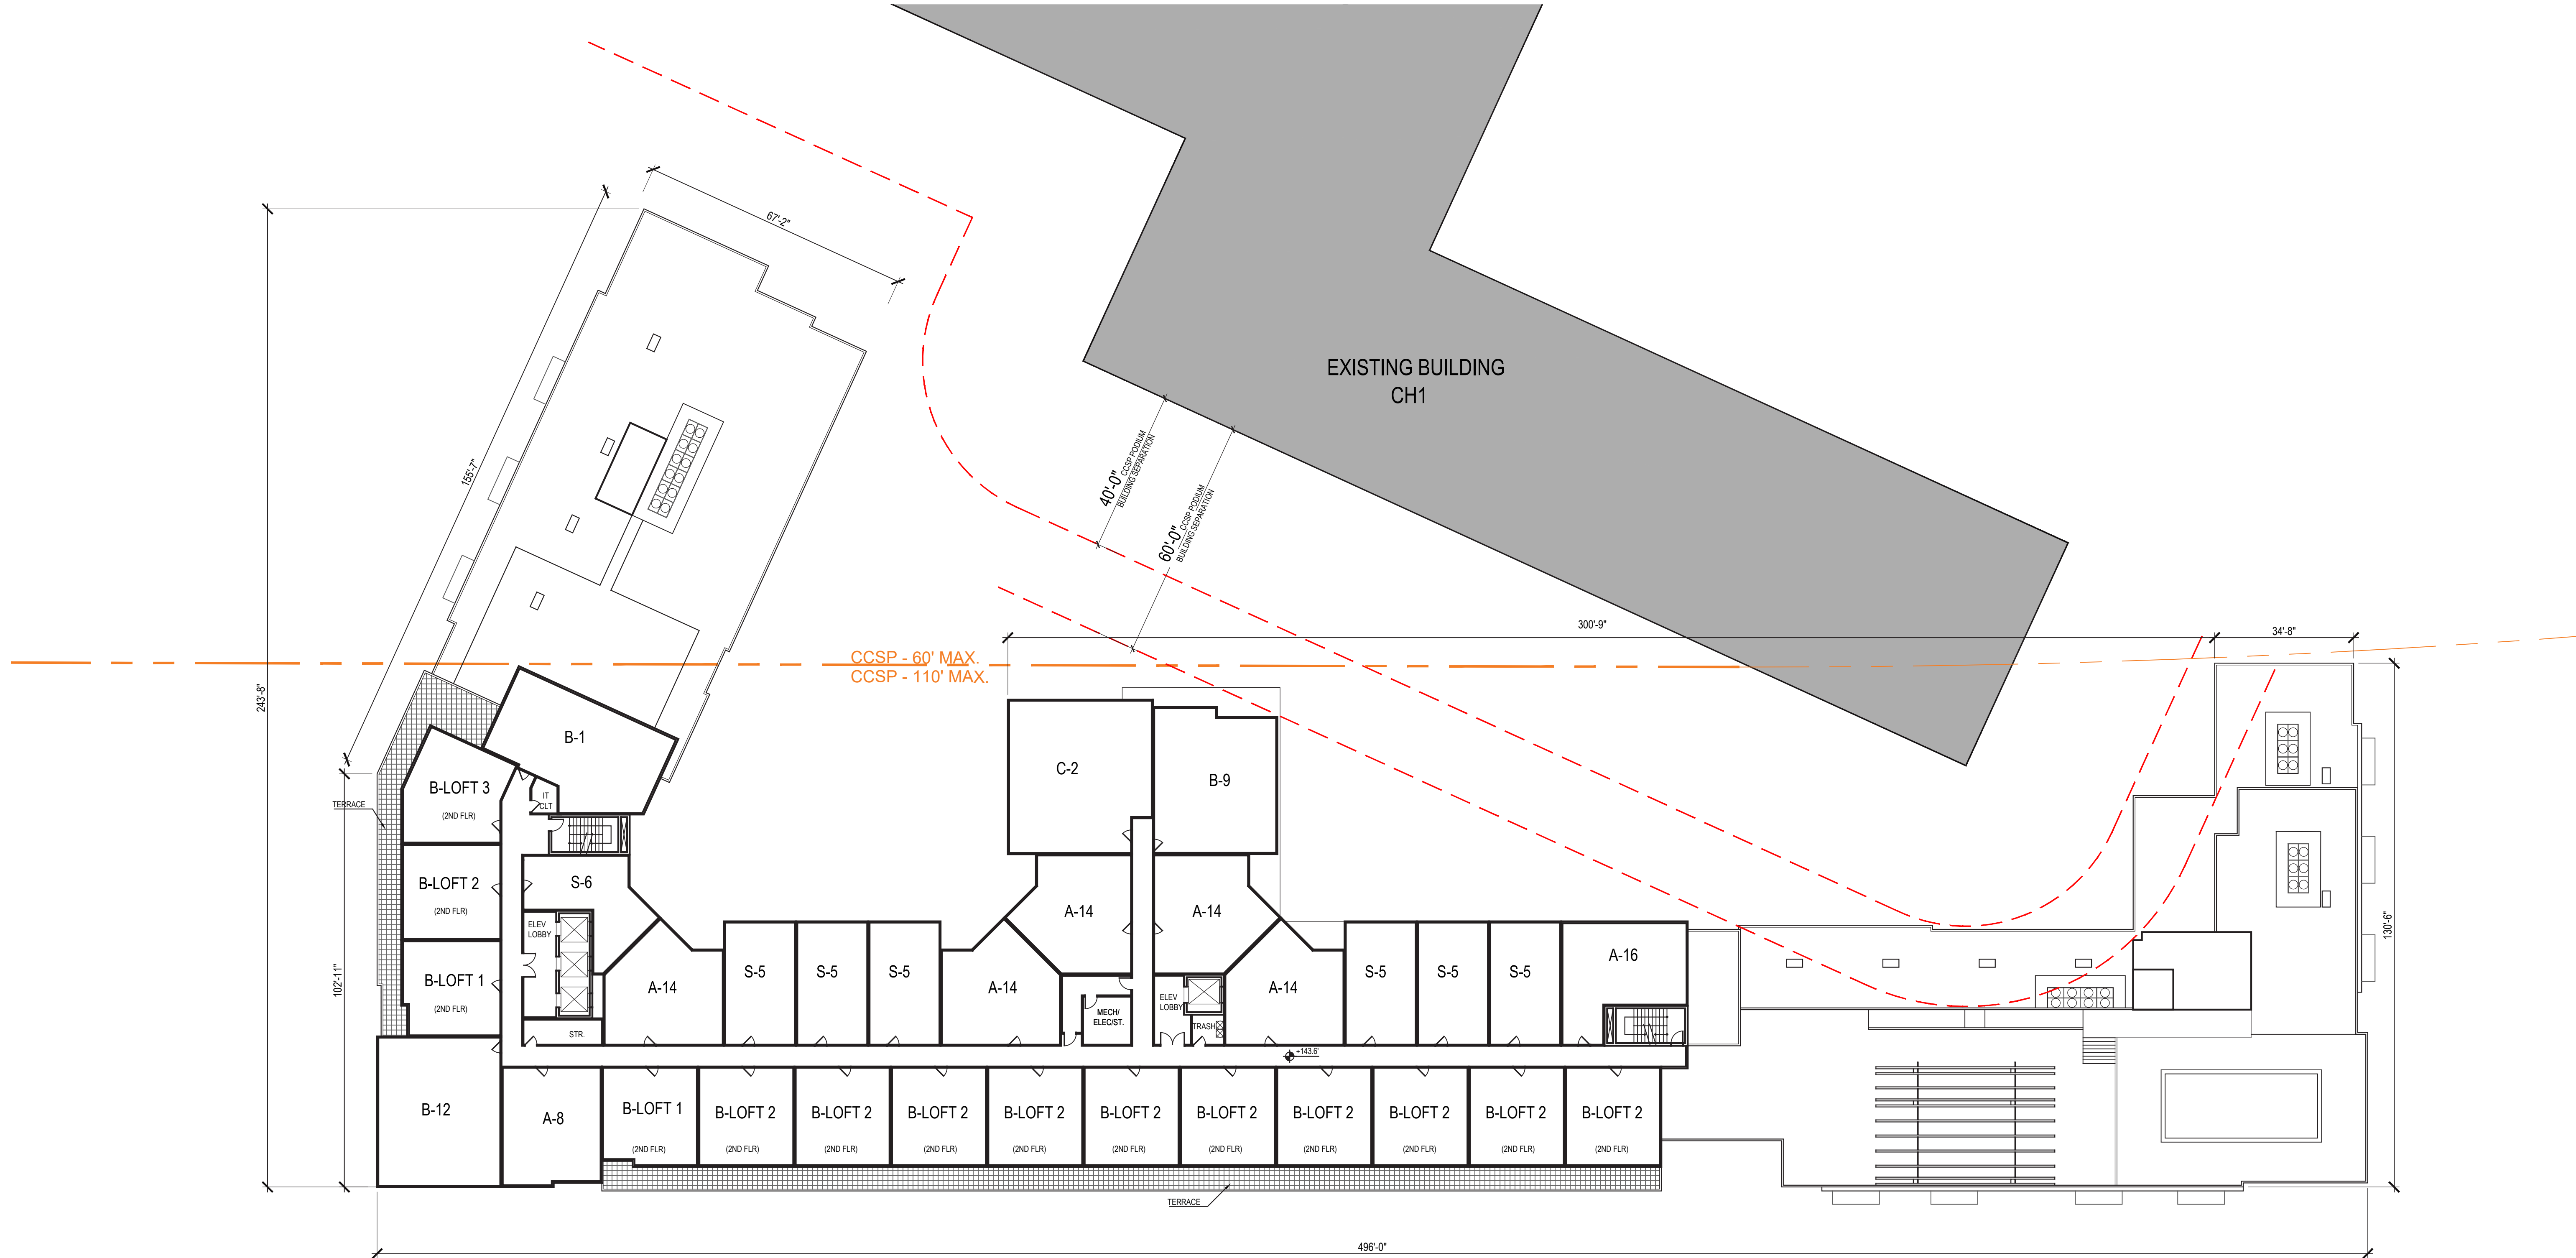 67'-2"
EXISTING BUILDING
CH1
155'-7"
40'-0" CCSP PODIUM
BUILDING SEPARATION
60'-0" CCSP PODIUM
BUILDING SEPARATION
300'-9"
34'-8"
CCSP - 60' MAX.
CCSP - 110' MAX.
243'-8"
B-1
C-2
B-9
B-LOFT 3
(2ND FLR)
IT
CLT
TERRACE
B-LOFT 2
(2ND FLR)
S-6
A-14
A-14
130'-6"
ELEV
LOBBY
B-LOFT 1
(2ND FLR)
102'-11"
A-14
S-5
S-5
S-5
A-14
A-14
S-5
S-5
S-5
A-16
ELEV
LOBBY
MECH/
ELEC/ST.
TRASH
STR.
+143.6'
B-12
A-8
B-LOFT 1
(2ND FLR)
B-LOFT 2
(2ND FLR)
B-LOFT 2
(2ND FLR)
B-LOFT 2
(2ND FLR)
B-LOFT 2
(2ND FLR)
B-LOFT 2
(2ND FLR)
B-LOFT 2
(2ND FLR)
B-LOFT 2
(2ND FLR)
B-LOFT 2
(2ND FLR)
B-LOFT 2
(2ND FLR)
B-LOFT 2
(2ND FLR)
TERRACE
496'-0"